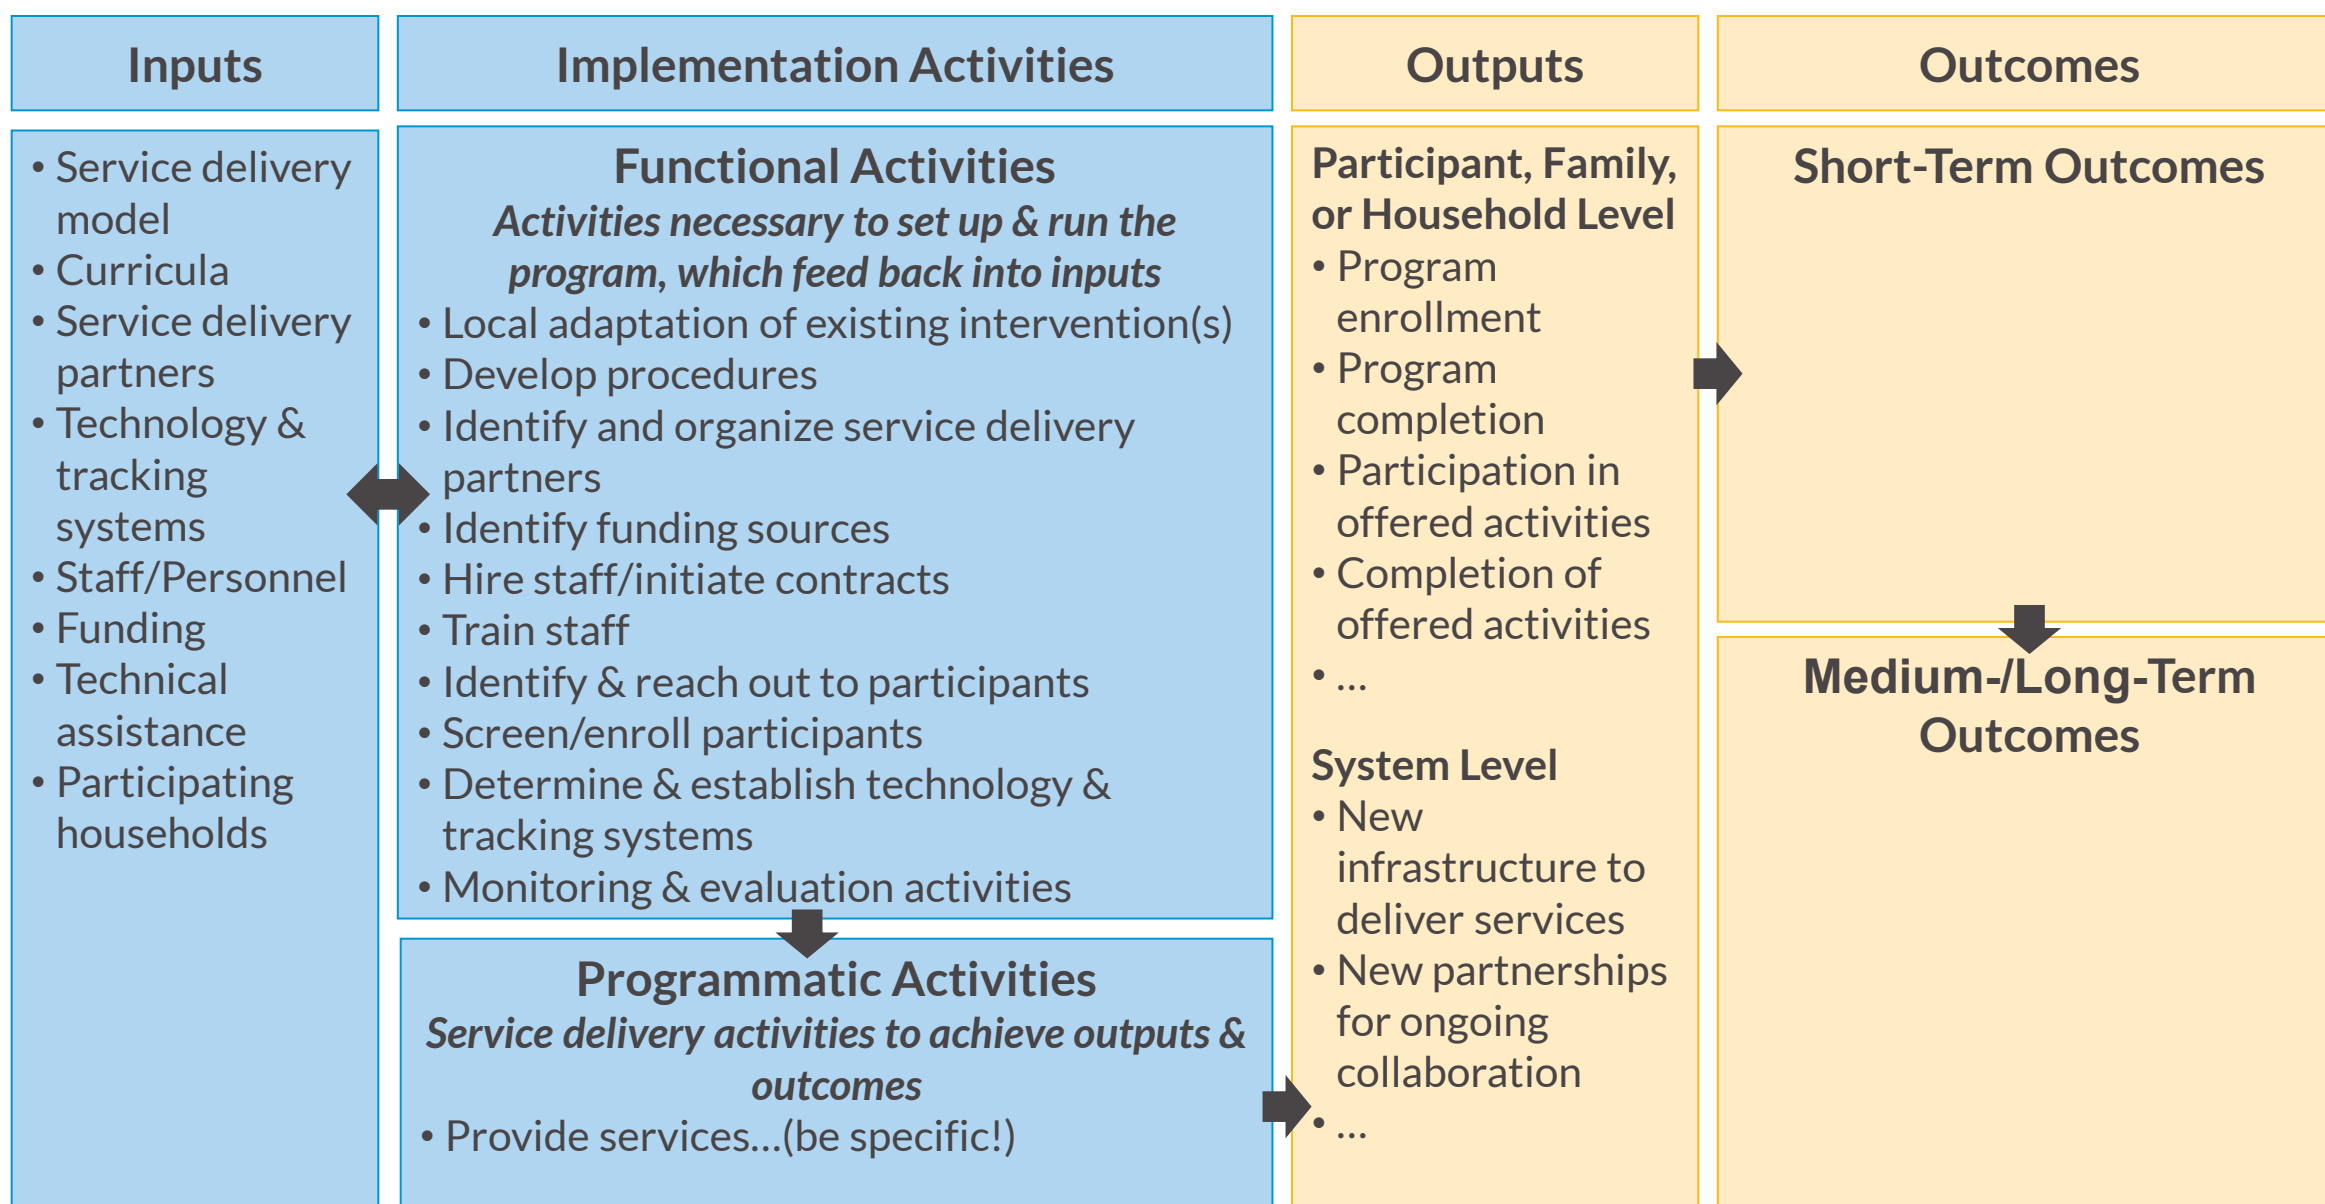 Inputs
Implementation Activities
Outputs
Outcomes
• Service delivery
model
• Curricula
• Service delivery
partners
• Technology &
tracking
systems
• Staff/Personnel
• Funding
• Technical
assistance
• Participating
households
Functional Activities
Activities necessary to set up & run the
program, which feed back into inputs
• Local adaptation of existing intervention(s)
• Develop procedures
• Identify and organize service delivery
partners
• Identify funding sources
• Hire staff/initiate contracts
• Train staff
• Identify & reach out to participants
• Screen/enroll participants
• Determine & establish technology &
tracking systems
• Monitoring & evaluation activities
Programmatic Activities
Service delivery activities to achieve outputs &
outcomes
• Provide services...(be specific!)
Participant, Family,
or Household Level
• Program
enrollment
• Program
completion
• Participation in
offered activities
• Completion of
offered activities
• ...
System Level
• New
infrastructure to
deliver services
• New partnerships
for ongoing
collaboration
• ...
Short-Term Outcomes
Medium-/Long-Term
Outcomes